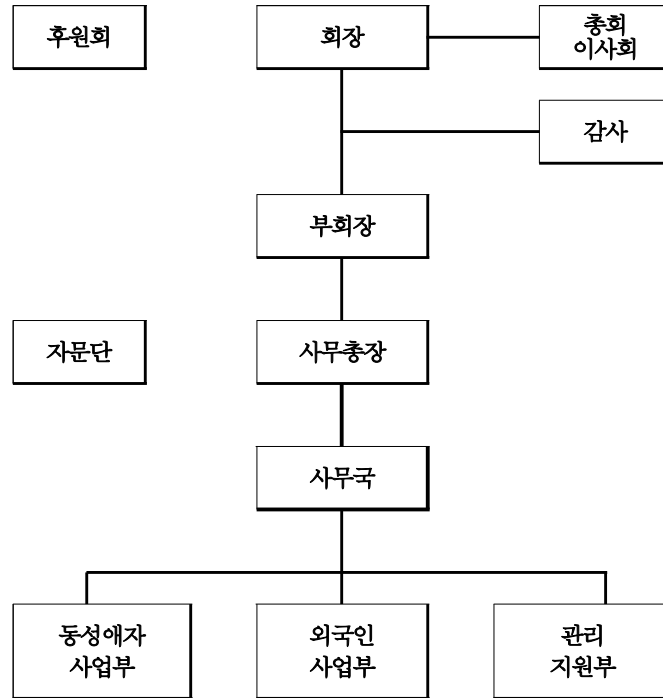 후원회
회장
총회
이사회
감사
부회장
자문단
사무총장
사무국
동성애자
사업부
외국인
사업부
관리
지원부